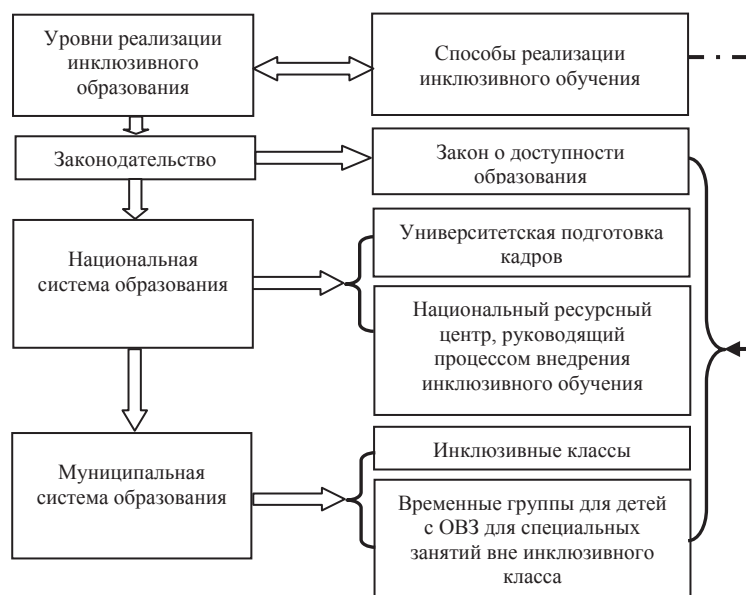 Уровни реализации
инклюзивного
образования
Способы реализации
инклюзивного обучения
Законодательство
Закон о доступности
образования
Национальная
система образования
Университетская подготовка
кадров
Национальный ресурсный
центр, руководящий
процессом внедрения
инклюзивного обучения
Муниципальная
система образования
Инклюзивные классы
Временные группы для детей
с ОВЗ для специальных
занятий вне инклюзивного
класса